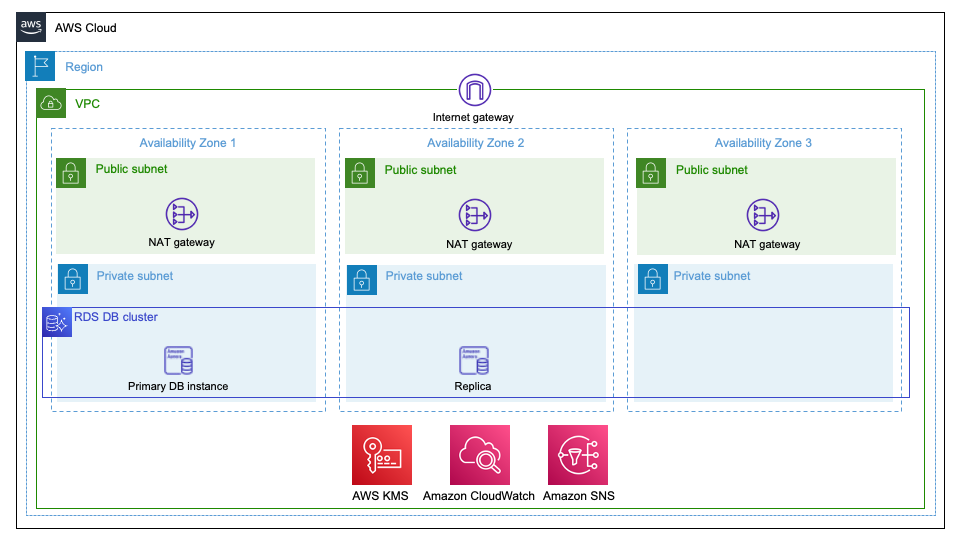 aws
AWS Cloud
Region
VPC
Internet gateway
Availability Zone 1
Availability Zone 2
Availability Zone 3
Public subnet
Public subnet
Public subnet
NAT gateway
NAT gateway
NAT gateway
Private subnet
Private subnet
Private subnet
RDS DB cluster
Amazon
Aurora
Primary DB instance
Amazon
Aurora
Replica
AWS KMS
Amazon CloudWatch
Amazon SNS